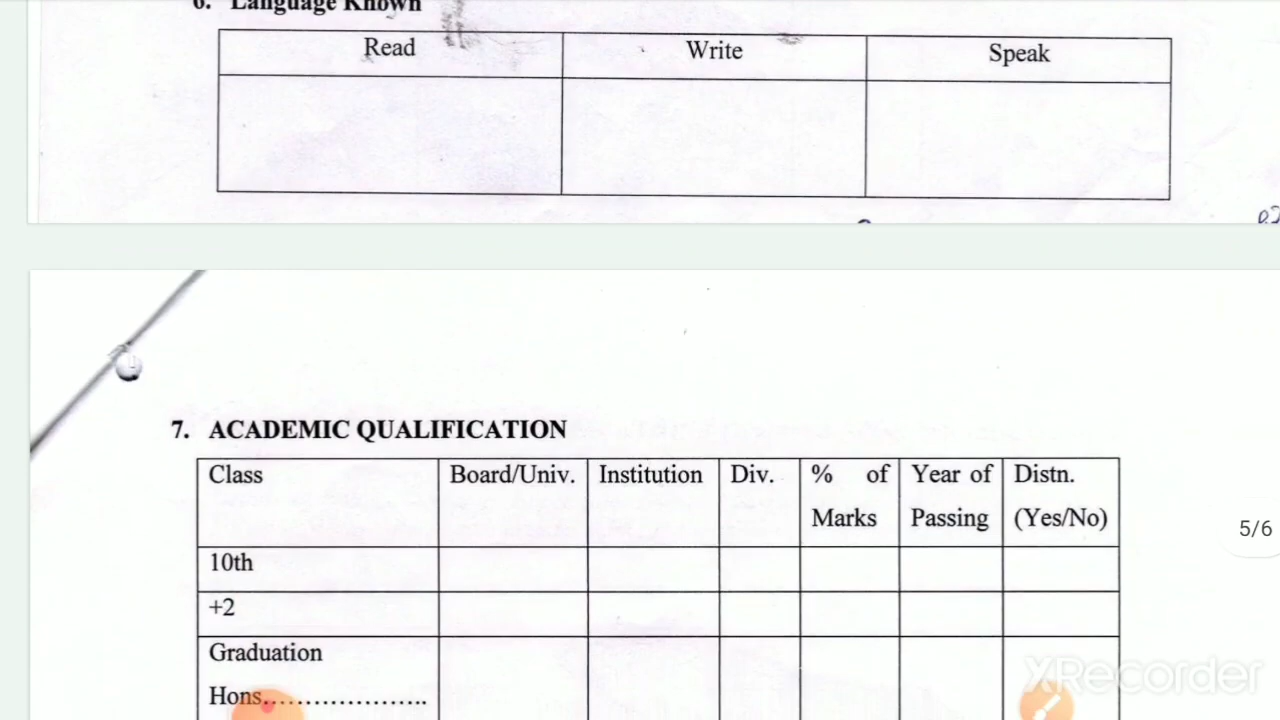 6. Language Known
Read Write Speak
7. ACADEMIC QUALIFICATION
Class Board/Univ. Institution Div. % of Year of Distn.
Marks Passing (Yes/No)
10th
+2
Graduation
Hons....................
5/6
XRecorder